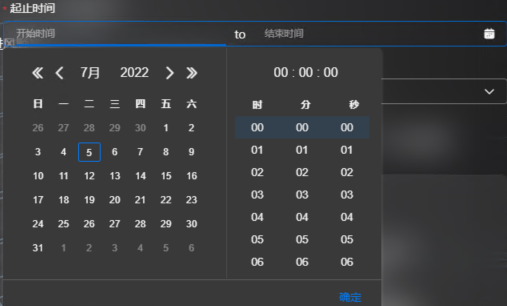 * 起止时间
开始时间 to 结束时间
7月 2022 00 : 00 : 00
日 一 二 三 四 五 六 时 分 秒
26 27 28 29 30 1 2 00 00 00
3 4 5 6 7 8 9 01 01 01
10 11 12 13 14 15 16 02 02 02
17 18 19 20 21 22 23 03 03 03
24 25 26 27 28 29 30 04 04 04
31 1 2 3 4 5 6 05 05 05
06 06 06
确定